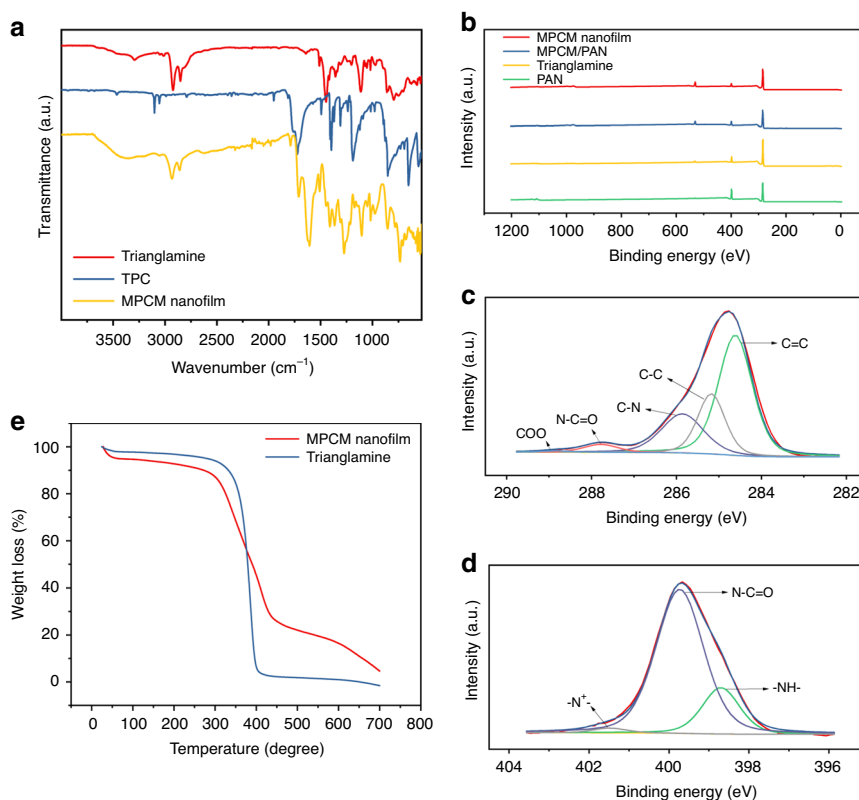 a
Transmittance (a.u.)
Trianglamine
TPC
MPCM nanofilm
3500 3000 2500 2000 1500 1000
Wavenumber (cm⁻¹)
b
Intensity (a.u.)
MPCM nanofilm
MPCM/PAN
Trianglamine
PAN
1200 1000 800 600 400 200 0
Binding energy (eV)
c
Intensity (a.u.)
C=C
C-C
C-N
N-C=O
COO
290 288 286 284 282
Binding energy (eV)
d
Intensity (a.u.)
N-C=O
-NH-
-N⁺-
404 402 400 398 396
Binding energy (eV)
e
Weight loss (%)
MPCM nanofilm
Trianglamine
100
80
60
40
20
0
0 100 200 300 400 500 600 700 800
Temperature (degree)